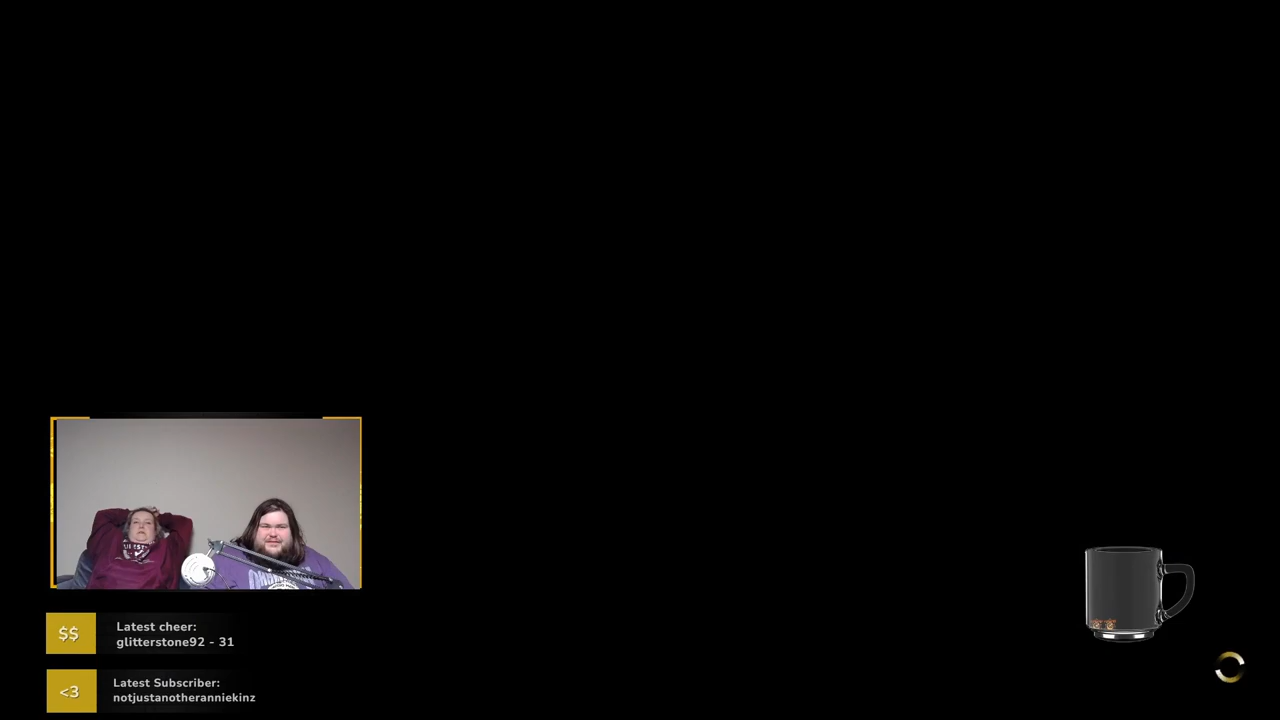 $$
Latest cheer:
glitterstone92 - 31
<3
Latest Subscriber:
notjustanotheranniekinz